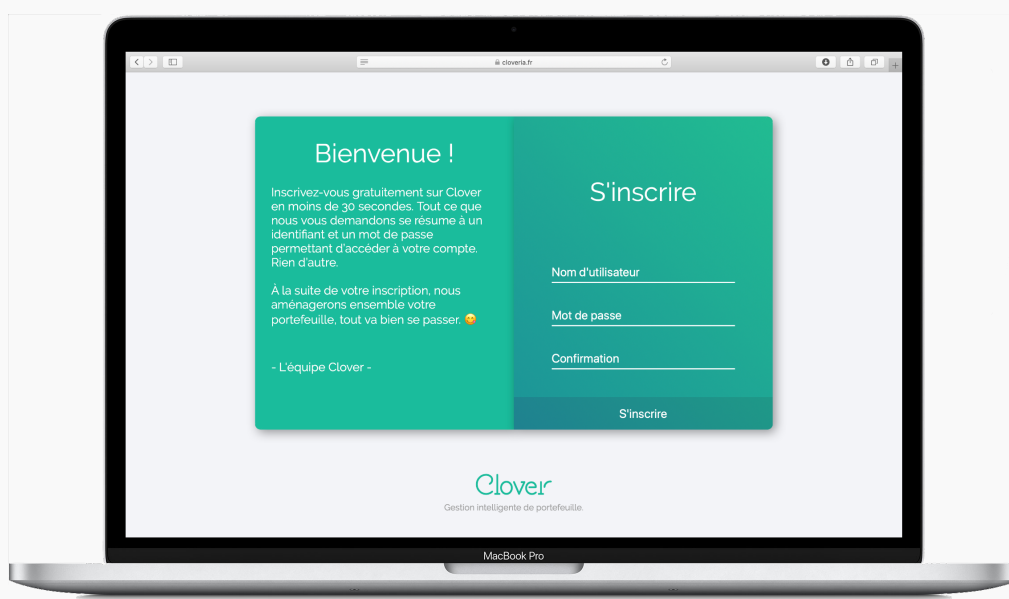 cloveria.fr
Bienvenue !
Inscrivez-vous gratuitement sur Clover
en moins de 30 secondes. Tout ce que
nous vous demandons se résume à un
identifiant et un mot de passe
permettant d'accéder à votre compte.
Rien d'autre.
À la suite de votre inscription, nous
aménagerons ensemble votre
portefeuille, tout va bien se passer. 😋
- L'équipe Clover -
S'inscrire
Nom d'utilisateur
Mot de passe
Confirmation
S'inscrire
Clover
Gestion intelligente de portefeuille.
MacBook Pro